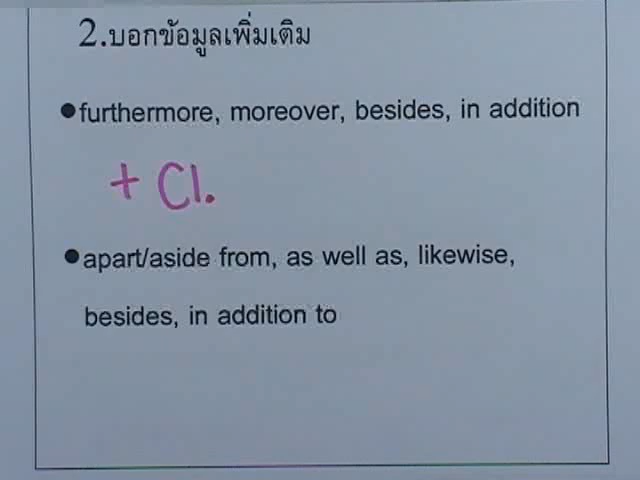 2.บอกข้อมูลเพิ่มเติม
●furthermore, moreover, besides, in addition
+ Cl.
●apart/aside from, as well as, likewise,
besides, in addition to